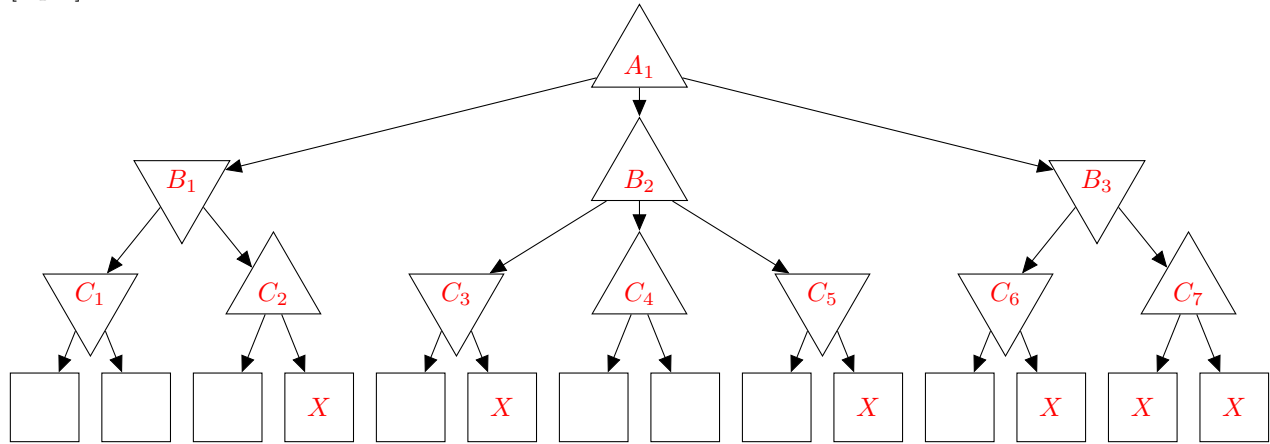 A₁
B₁ B₂ B₃
C₁ C₂ C₃ C₄ C₅ C₆ C₇
X X X X X X